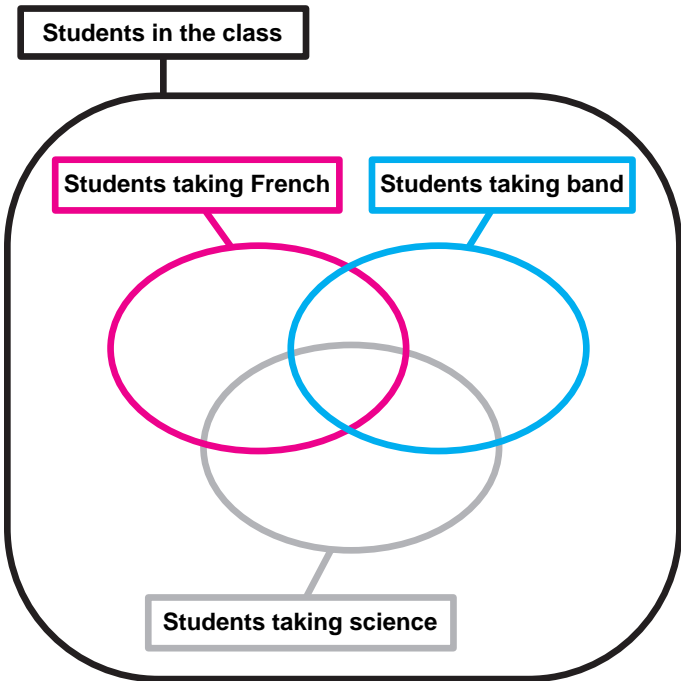 Students in the class
Students taking French
Students taking band
Students taking science